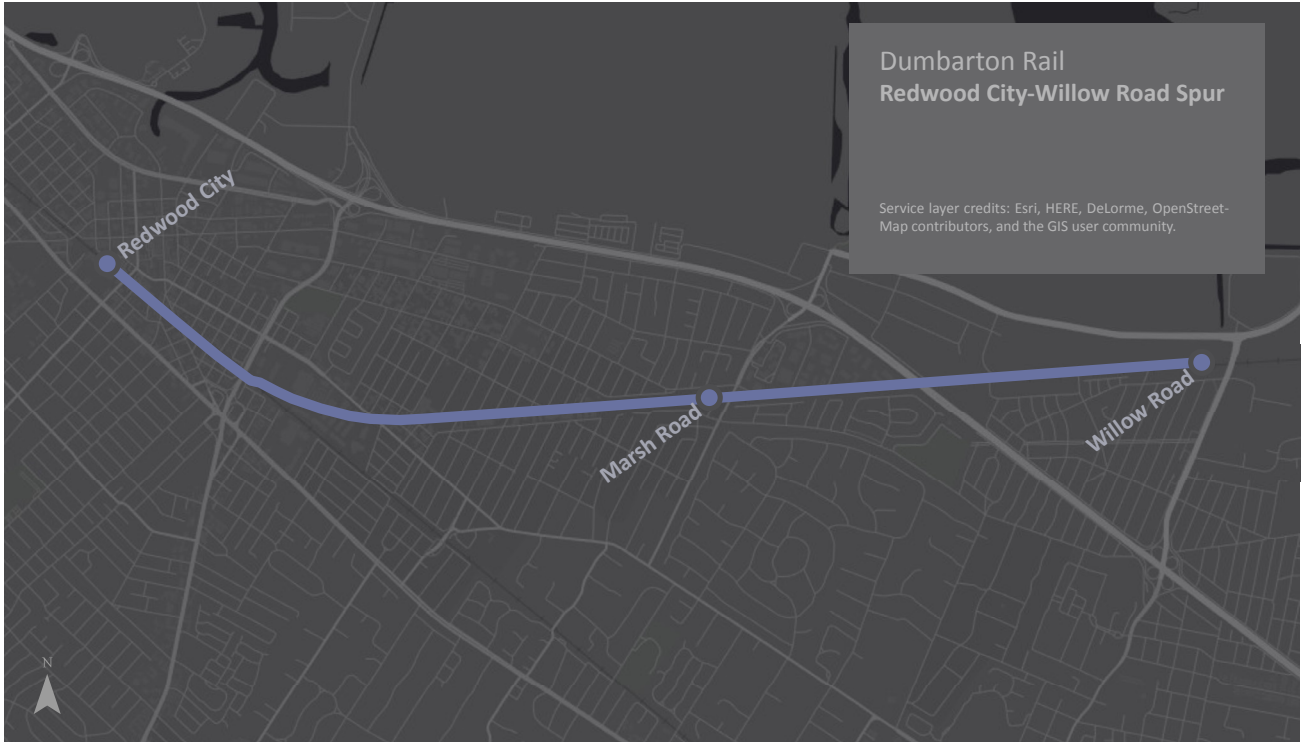 Dumbarton Rail
Redwood City-Willow Road Spur
Service layer credits: Esri, HERE, DeLorme, OpenStreet-
Map contributors, and the GIS user community.
Redwood City
Marsh Road
Willow Road
N